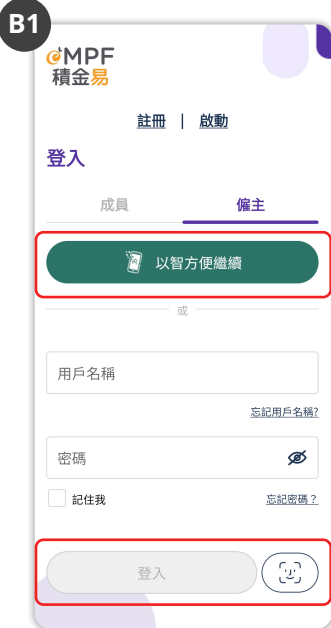 B1
eMPF
積金易
註冊 | 啟動
登入
成員 僱主
以智方便繼續
或
用戶名稱
忘記用戶名稱?
密碼
記住我 忘記密碼？
登入